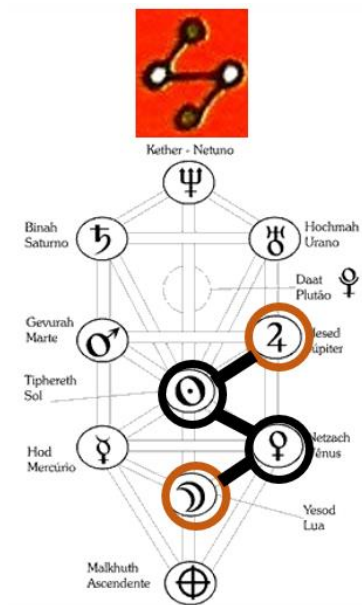 Kether - Netuno
Binah
Saturno
Hochmah
Urano
Daat
Plutão
Gevurah
Marte
Tiphereth
Sol
Hod
Mercúrio
Yesod
Lua
Malkhuth
Ascendente